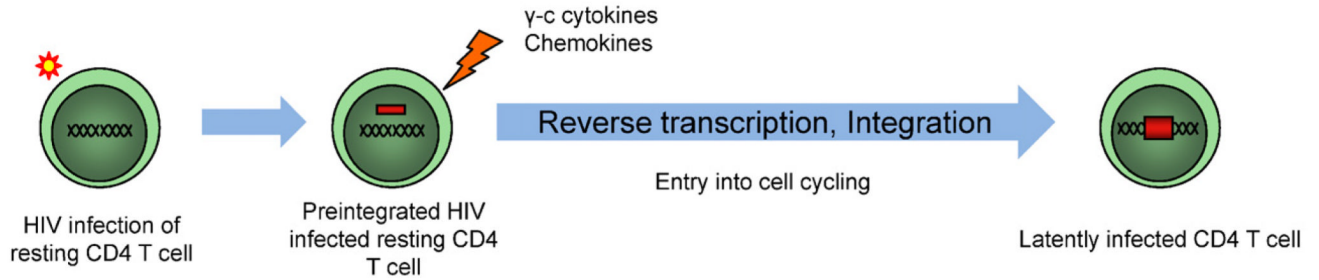 γ-c cytokines
Chemokines
Reverse transcription, Integration
Entry into cell cycling
HIV infection of
resting CD4 T cell
Preintegrated HIV
infected resting CD4
T cell
Latently infected CD4 T cell